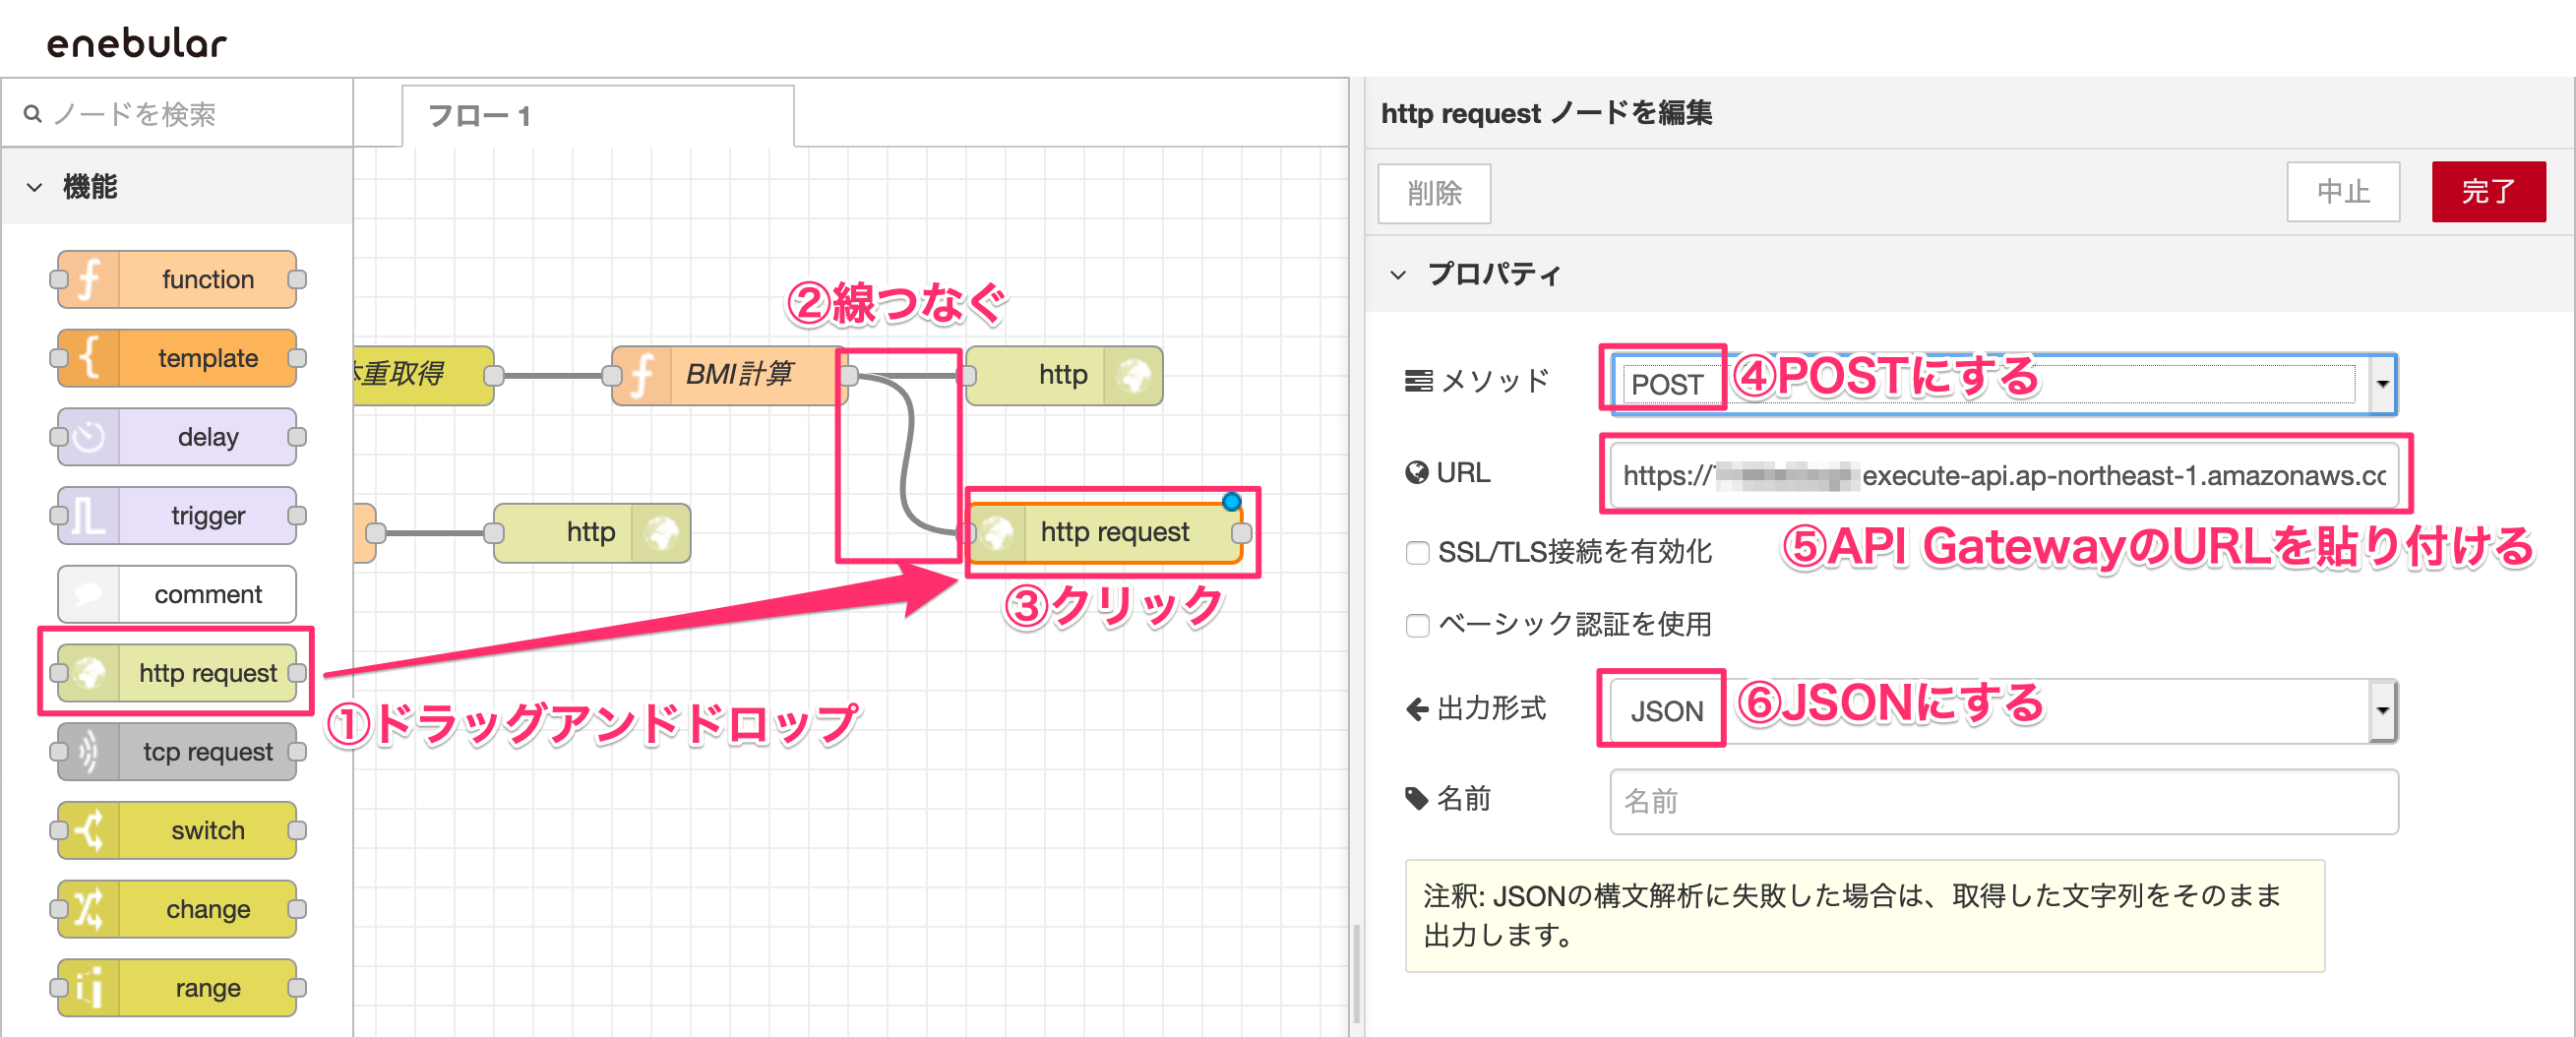 enebular
ノードを検索
フロー 1
機能
function
template
delay
trigger
comment
http request
tcp request
switch
change
range
①ドラッグアンドドロップ
②線つなぐ
重取得
BMI計算
http
http
http request
③クリック
http request ノードを編集
削除
中止
完了
プロパティ
メソッド
POST
④POSTにする
URL
https://
execute-api.ap-northeast-1.amazonaws.cc
⑤API GatewayのURLを貼り付ける
SSL/TLS接続を有効化
ベーシック認証を使用
出力形式
JSON
⑥JSONにする
名前
名前
注釈: JSONの構文解析に失敗した場合は、取得した文字列をそのまま
出力します。